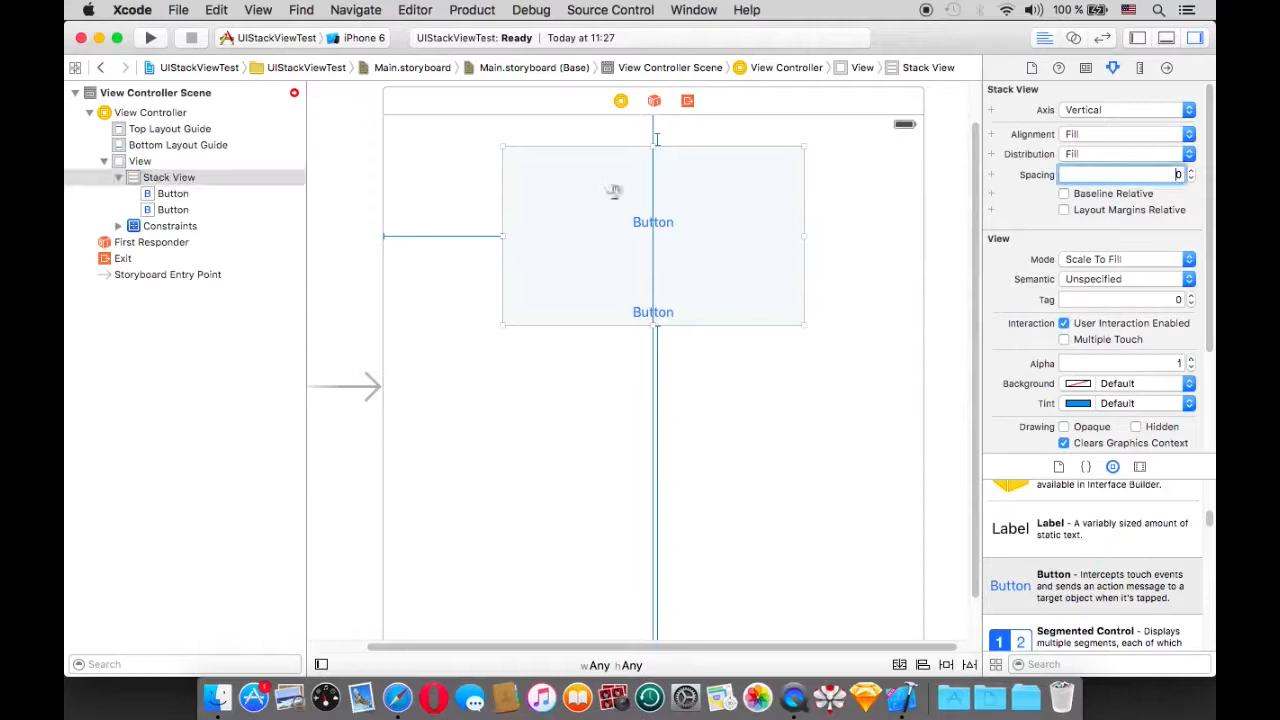 Xcode File Edit View Find Navigate Editor Product Debug Source Control Window Help 100 %
UIStackViewTest iPhone 6 UIStackViewTest: Ready Today at 11:27
UIStackViewTest UIStackViewTest Main.storyboard Main.storyboard (Base) View Controller Scene View Controller View Stack View
View Controller Scene
View Controller
Top Layout Guide
Bottom Layout Guide
View
Stack View
B Button
B Button
Constraints
First Responder
Exit
Storyboard Entry Point
Search
Button
Button
wAny hAny
Stack View
Axis Vertical
Alignment Fill
Distribution Fill
Spacing 0
Baseline Relative
Layout Margins Relative
View
Mode Scale To Fill
Semantic Unspecified
Tag 0
Interaction User Interaction Enabled
Multiple Touch
Alpha 1
Background Default
Tint Default
Drawing Opaque Hidden
Clears Graphics Context
available in Interface Builder.
Label Label - A variably sized amount of
static text.
Button Button - Intercepts touch events
and sends an action message to a
target object when it's tapped.
1 2 Segmented Control - Displays
multiple segments, each of which
Search